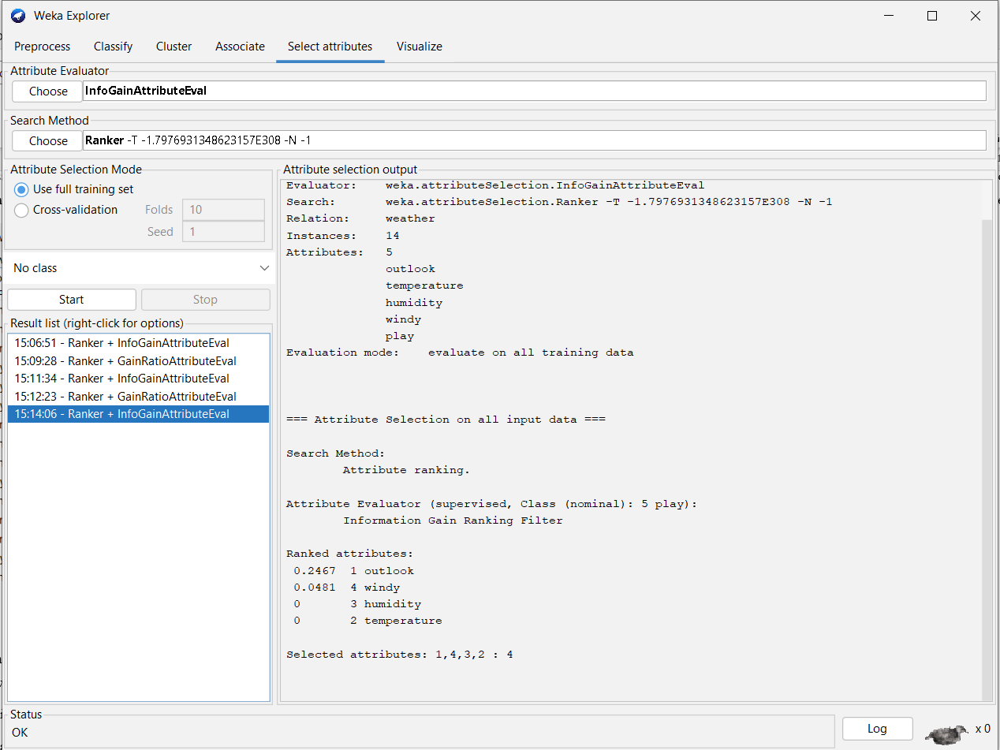 Weka Explorer
Preprocess Classify Cluster Associate Select attributes Visualize
Attribute Evaluator
Choose InfoGainAttributeEval
Search Method
Choose Ranker -T -1.7976931348623157E308 -N -1
Attribute Selection Mode
Use full training set
Cross-validation Folds 10
Seed 1
No class
Start Stop
Result list (right-click for options)
15:06:51 - Ranker + InfoGainAttributeEval
15:09:28 - Ranker + GainRatioAttributeEval
15:11:34 - Ranker + InfoGainAttributeEval
15:12:23 - Ranker + GainRatioAttributeEval
15:14:06 - Ranker + InfoGainAttributeEval
Attribute selection output
Evaluator: weka.attributeSelection.InfoGainAttributeEval
Search: weka.attributeSelection.Ranker -T -1.7976931348623157E308 -N -1
Relation: weather
Instances: 14
Attributes: 5
outlook
temperature
humidity
windy
play
Evaluation mode: evaluate on all training data
=== Attribute Selection on all input data ===
Search Method:
Attribute ranking.
Attribute Evaluator (supervised, Class (nominal): 5 play):
Information Gain Ranking Filter
Ranked attributes:
0.2467 1 outlook
0.0481 4 windy
0 3 humidity
0 2 temperature
Selected attributes: 1,4,3,2 : 4
Status
OK
Log x 0